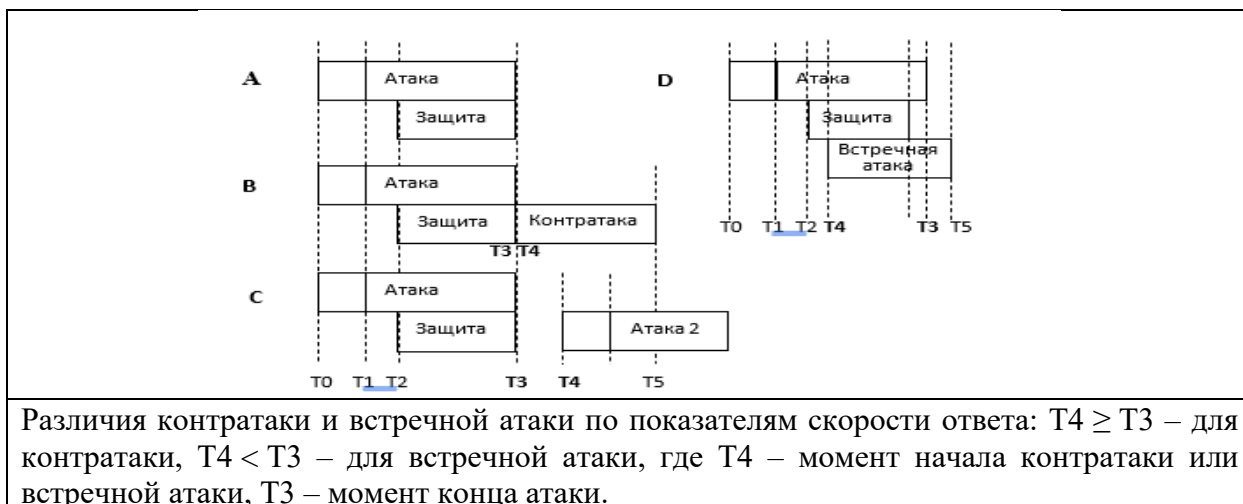 A
Атака
Защита
B
Атака
Защита
Контратака
T3 T4
C
Атака
Защита
Атака 2
T0 T1 T2 T3 T4 T5
D
Атака
Защита
Встречная
атака
T0 T1 T2 T4 T3 T5
Различия контратаки и встречной атаки по показателям скорости ответа: T4 ≥ T3 – для
контратаки, T4 < T3 – для встречной атаки, где T4 – момент начала контратаки или
встречной атаки, T3 – момент конца атаки.